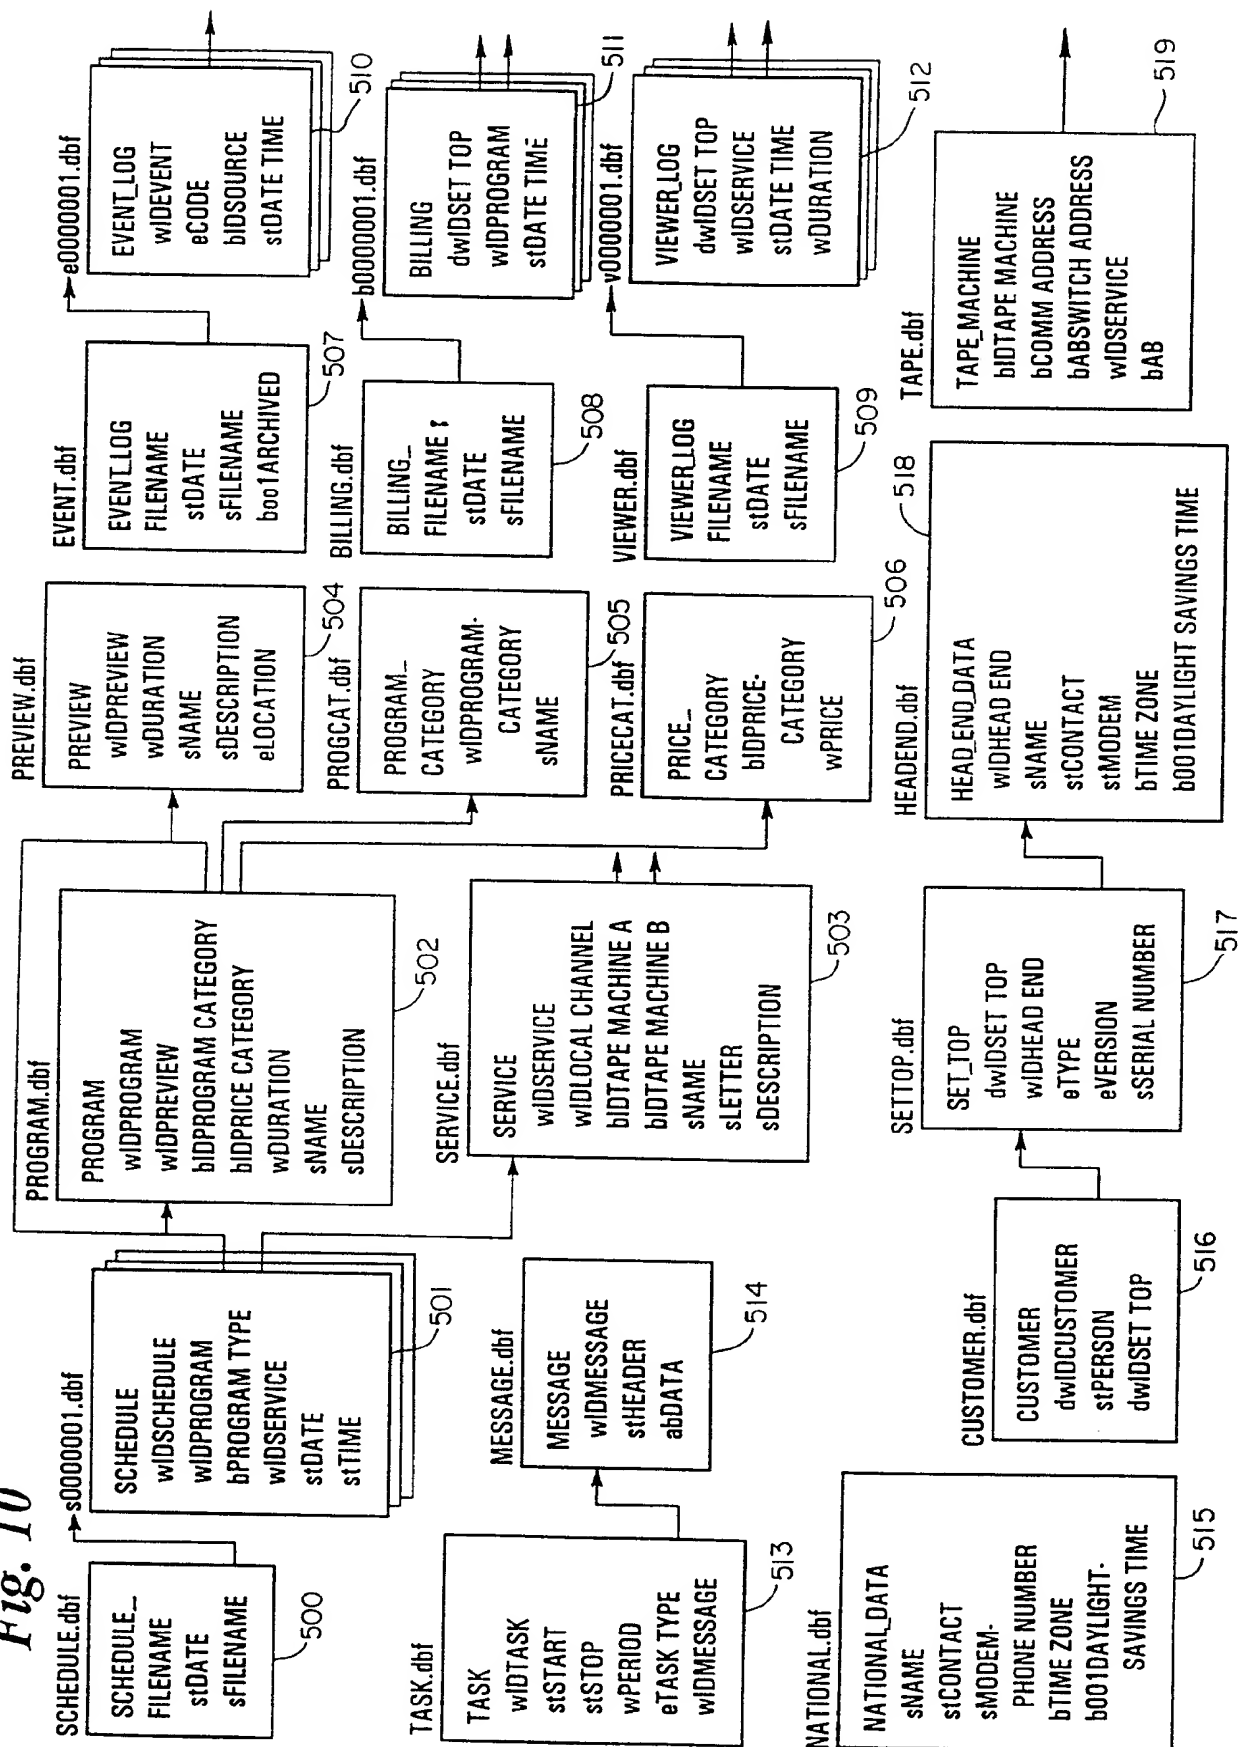 Fig. 10
SCHEDULE.dbf
SCHEDULE_
FILENAME
stDATE
sFILENAME
500
s0000001.dbf
SCHEDULE
wIDSCHEDULE
wIDPROGRAM
bPROGRAM TYPE
wIDSERVICE
stDATE
stTIME
501
PROGRAM.dbf
PROGRAM
wIDPROGRAM
wIDPREVIEW
bIDPROGRAM CATEGORY
bIDPRICE CATEGORY
wDURATION
sNAME
sDESCRIPTION
502
PREVIEW.dbf
PREVIEW
wIDPREVIEW
wDURATION
sNAME
sDESCRIPTION
eLOCATION
504
EVENT.dbf
EVENT_LOG
FILENAME
stDATE
sFILENAME
boo1ARCHIVED
507
e0000001.dbf
EVENT_LOG
wIDEVENT
eCODE
bIDSOURCE
stDATE TIME
510
PROGCAT.dbf
PROGRAM_
CATEGORY
wIDPROGRAM-
CATEGORY
sNAME
505
BILLING.dbf
BILLING_
FILENAME
stDATE
sFILENAME
508
b0000001.dbf
BILLING
dwIDSET TOP
wIDPROGRAM
stDATE TIME
511
TASK.dbf
TASK
wIDTASK
stSTART
stSTOP
wPERIOD
eTASK TYPE
wIDMESSAGE
513
MESSAGE.dbf
MESSAGE
wIDMESSAGE
stHEADER
abDATA
514
SERVICE.dbf
SERVICE
wIDSERVICE
wIDLOCAL CHANNEL
bIDTAPE MACHINE A
bIDTAPE MACHINE B
sNAME
sLETTER
sDESCRIPTION
503
PRICECAT.dbf
PRICE_
CATEGORY
bIDPRICE-
CATEGORY
wPRICE
506
VIEWER.dbf
VIEWER_LOG
FILENAME
stDATE
sFILENAME
509
v0000001.dbf
VIEWER_LOG
dwIDSET TOP
wIDSERVICE
stDATE TIME
wDURATION
512
NATIONAL.dbf
NATIONAL_DATA
sNAME
stCONTACT
sMODEM-
PHONE NUMBER
bTIME ZONE
b001DAYLIGHT-
SAVINGS TIME
515
CUSTOMER.dbf
CUSTOMER
dwIDCUSTOMER
stPERSON
dwIDSET TOP
516
SETTOP.dbf
SET_TOP
dwIDSET TOP
wIDHEAD END
eTYPE
eVERSION
sSERIAL NUMBER
517
HEADEND.dbf
HEAD_END_DATA
wIDHEAD END
sNAME
stCONTACT
stMODEM
bTIME ZONE
b001DAYLIGHT SAVINGS TIME
518
TAPE.dbf
TAPE_MACHINE
bIDTAPE MACHINE
bCOMM ADDRESS
bABSWITCH ADDRESS
wIDSERVICE
bAB
519